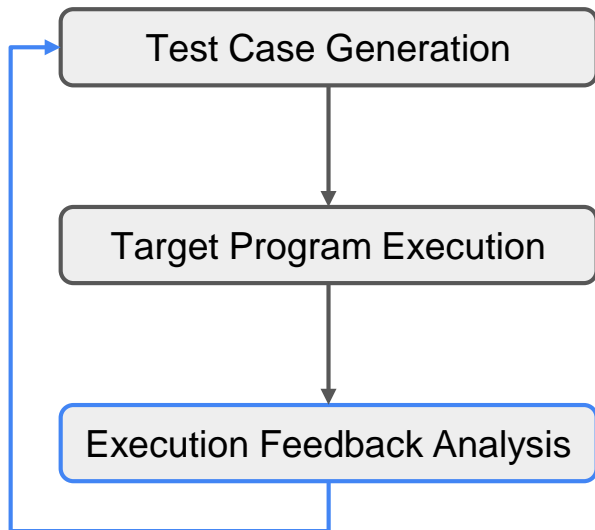 Test Case Generation
Target Program Execution
Execution Feedback Analysis